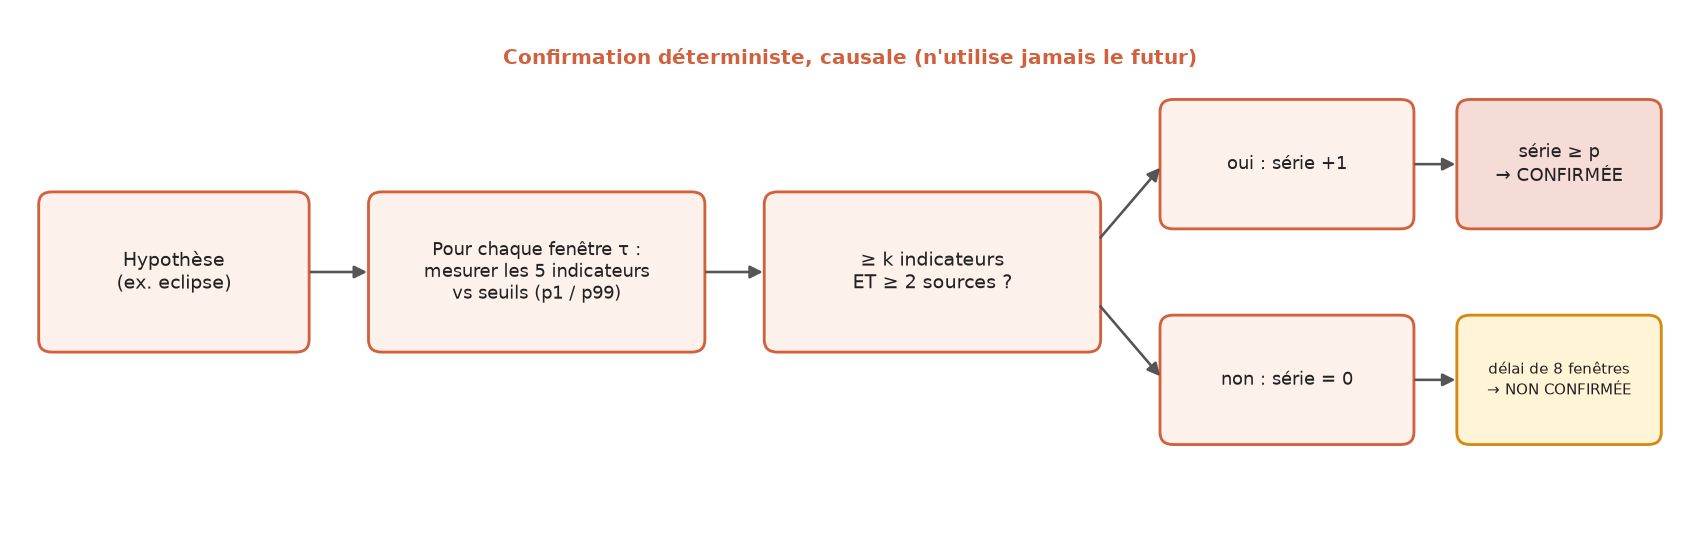 Confirmation déterministe, causale (n'utilise jamais le futur)
Hypothèse
(ex. eclipse)
Pour chaque fenêtre τ :
mesurer les 5 indicateurs
vs seuils (p1 / p99)
≥ k indicateurs
ET ≥ 2 sources ?
oui : série +1
série ≥ p
→ CONFIRMÉE
non : série = 0
délai de 8 fenêtres
→ NON CONFIRMÉE